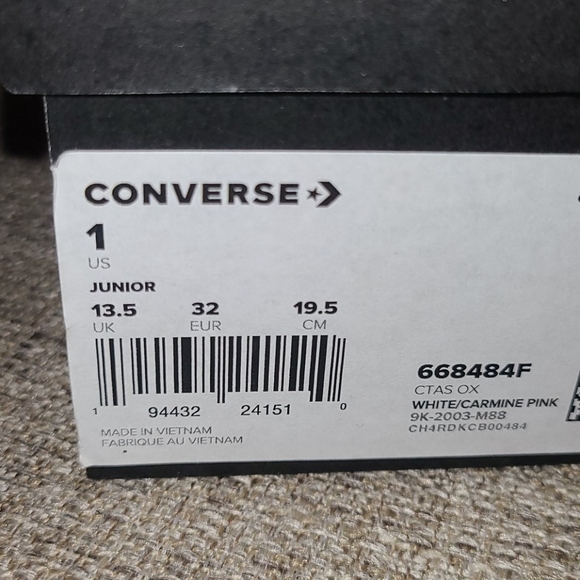 CONVERSE
1
US
JUNIOR
13.5 32 19.5
UK EUR CM
1 94432 24151 0
MADE IN VIETNAM
FABRIQUE AU VIETNAM
668484F
CTAS OX
WHITE/CARMINE PINK
9K-2003-M88
CH4RDKCB00484